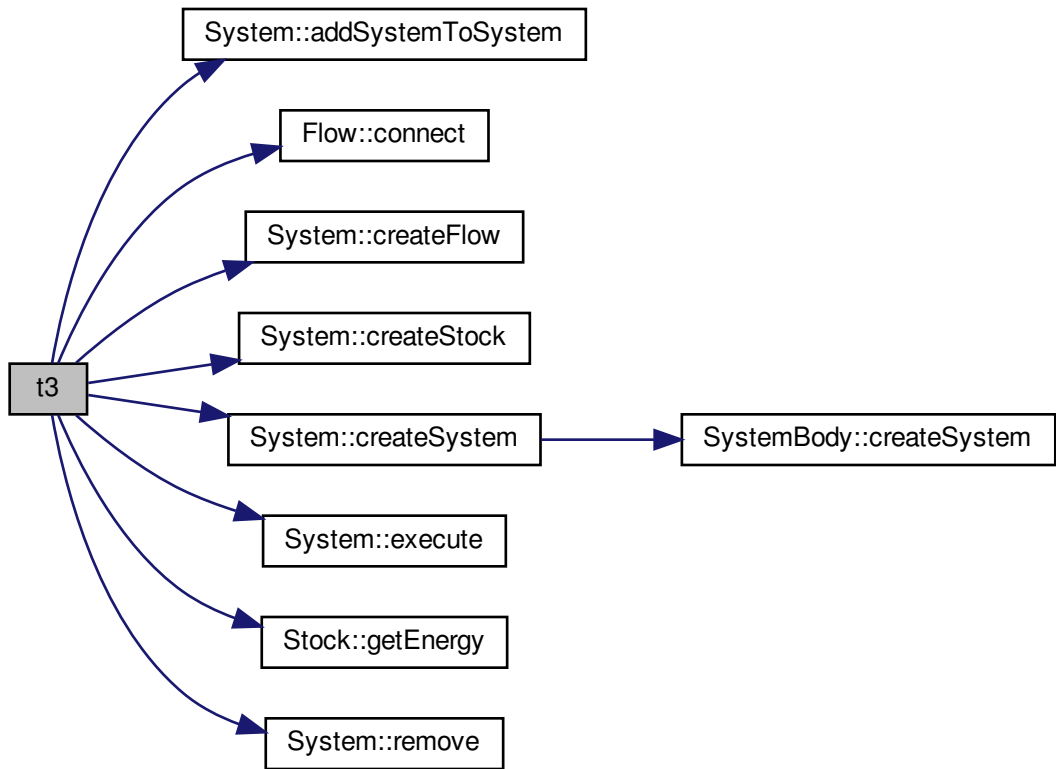 System::addSystemToSystem
Flow::connect
System::createFlow
System::createStock
t3
System::createSystem
SystemBody::createSystem
System::execute
Stock::getEnergy
System::remove